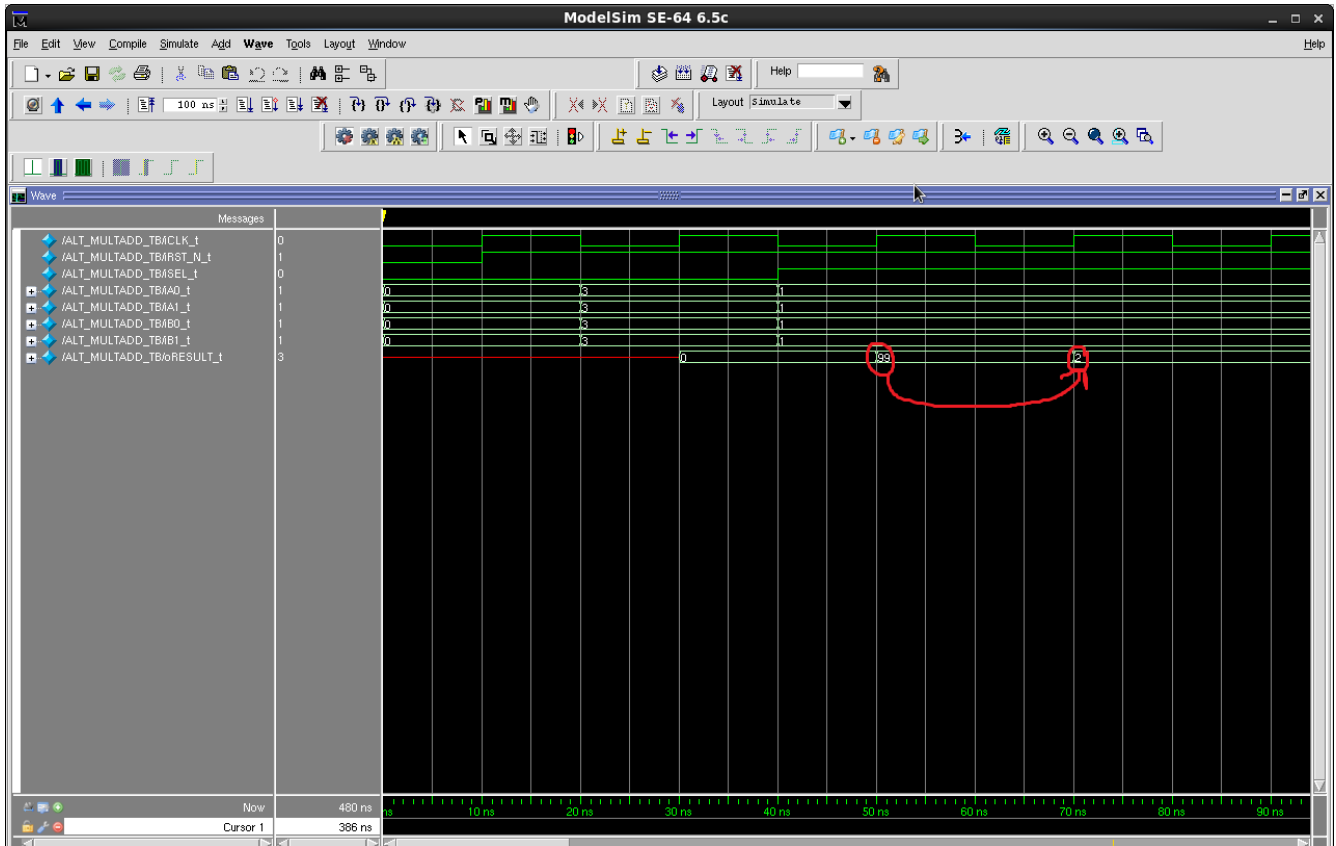 ModelSim SE-64 6.5c
File Edit View Compile Simulate Add Wave Tools Layout Window Help
Help
100 ns Layout Simulate
Wave
Messages
/ALT_MULTADD_TB/iCLK_t 0
/ALT_MULTADD_TB/iRST_N_t 1
/ALT_MULTADD_TB/iSEL_t 0
/ALT_MULTADD_TB/iA0_t 1 0 3 1
/ALT_MULTADD_TB/iA1_t 1 0 3 1
/ALT_MULTADD_TB/iB0_t 1 0 3 1
/ALT_MULTADD_TB/iB1_t 1 0 3 1
/ALT_MULTADD_TB/oRESULT_t 3 0 99 2
Now 480 ns ns 10 ns 20 ns 30 ns 40 ns 50 ns 60 ns 70 ns 80 ns 90 ns
Cursor 1 386 ns